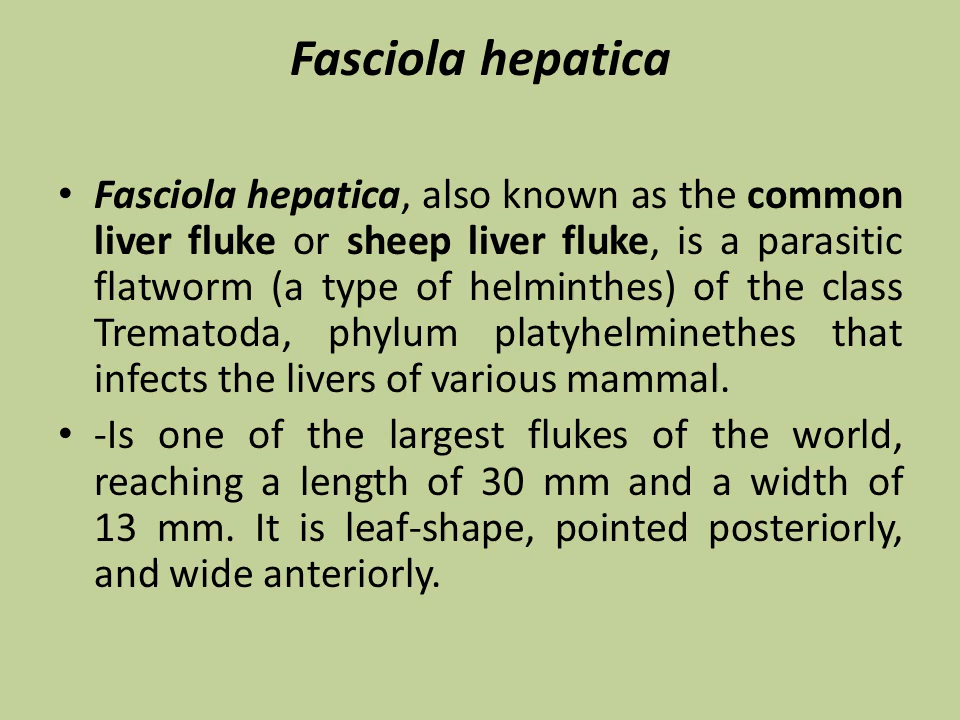 Fasciola hepatica
• Fasciola hepatica, also known as the common
liver fluke or sheep liver fluke, is a parasitic
flatworm (a type of helminthes) of the class
Trematoda, phylum platyhelminethes that
infects the livers of various mammal.
• -Is one of the largest flukes of the world,
reaching a length of 30 mm and a width of
13 mm. It is leaf-shape, pointed posteriorly,
and wide anteriorly.